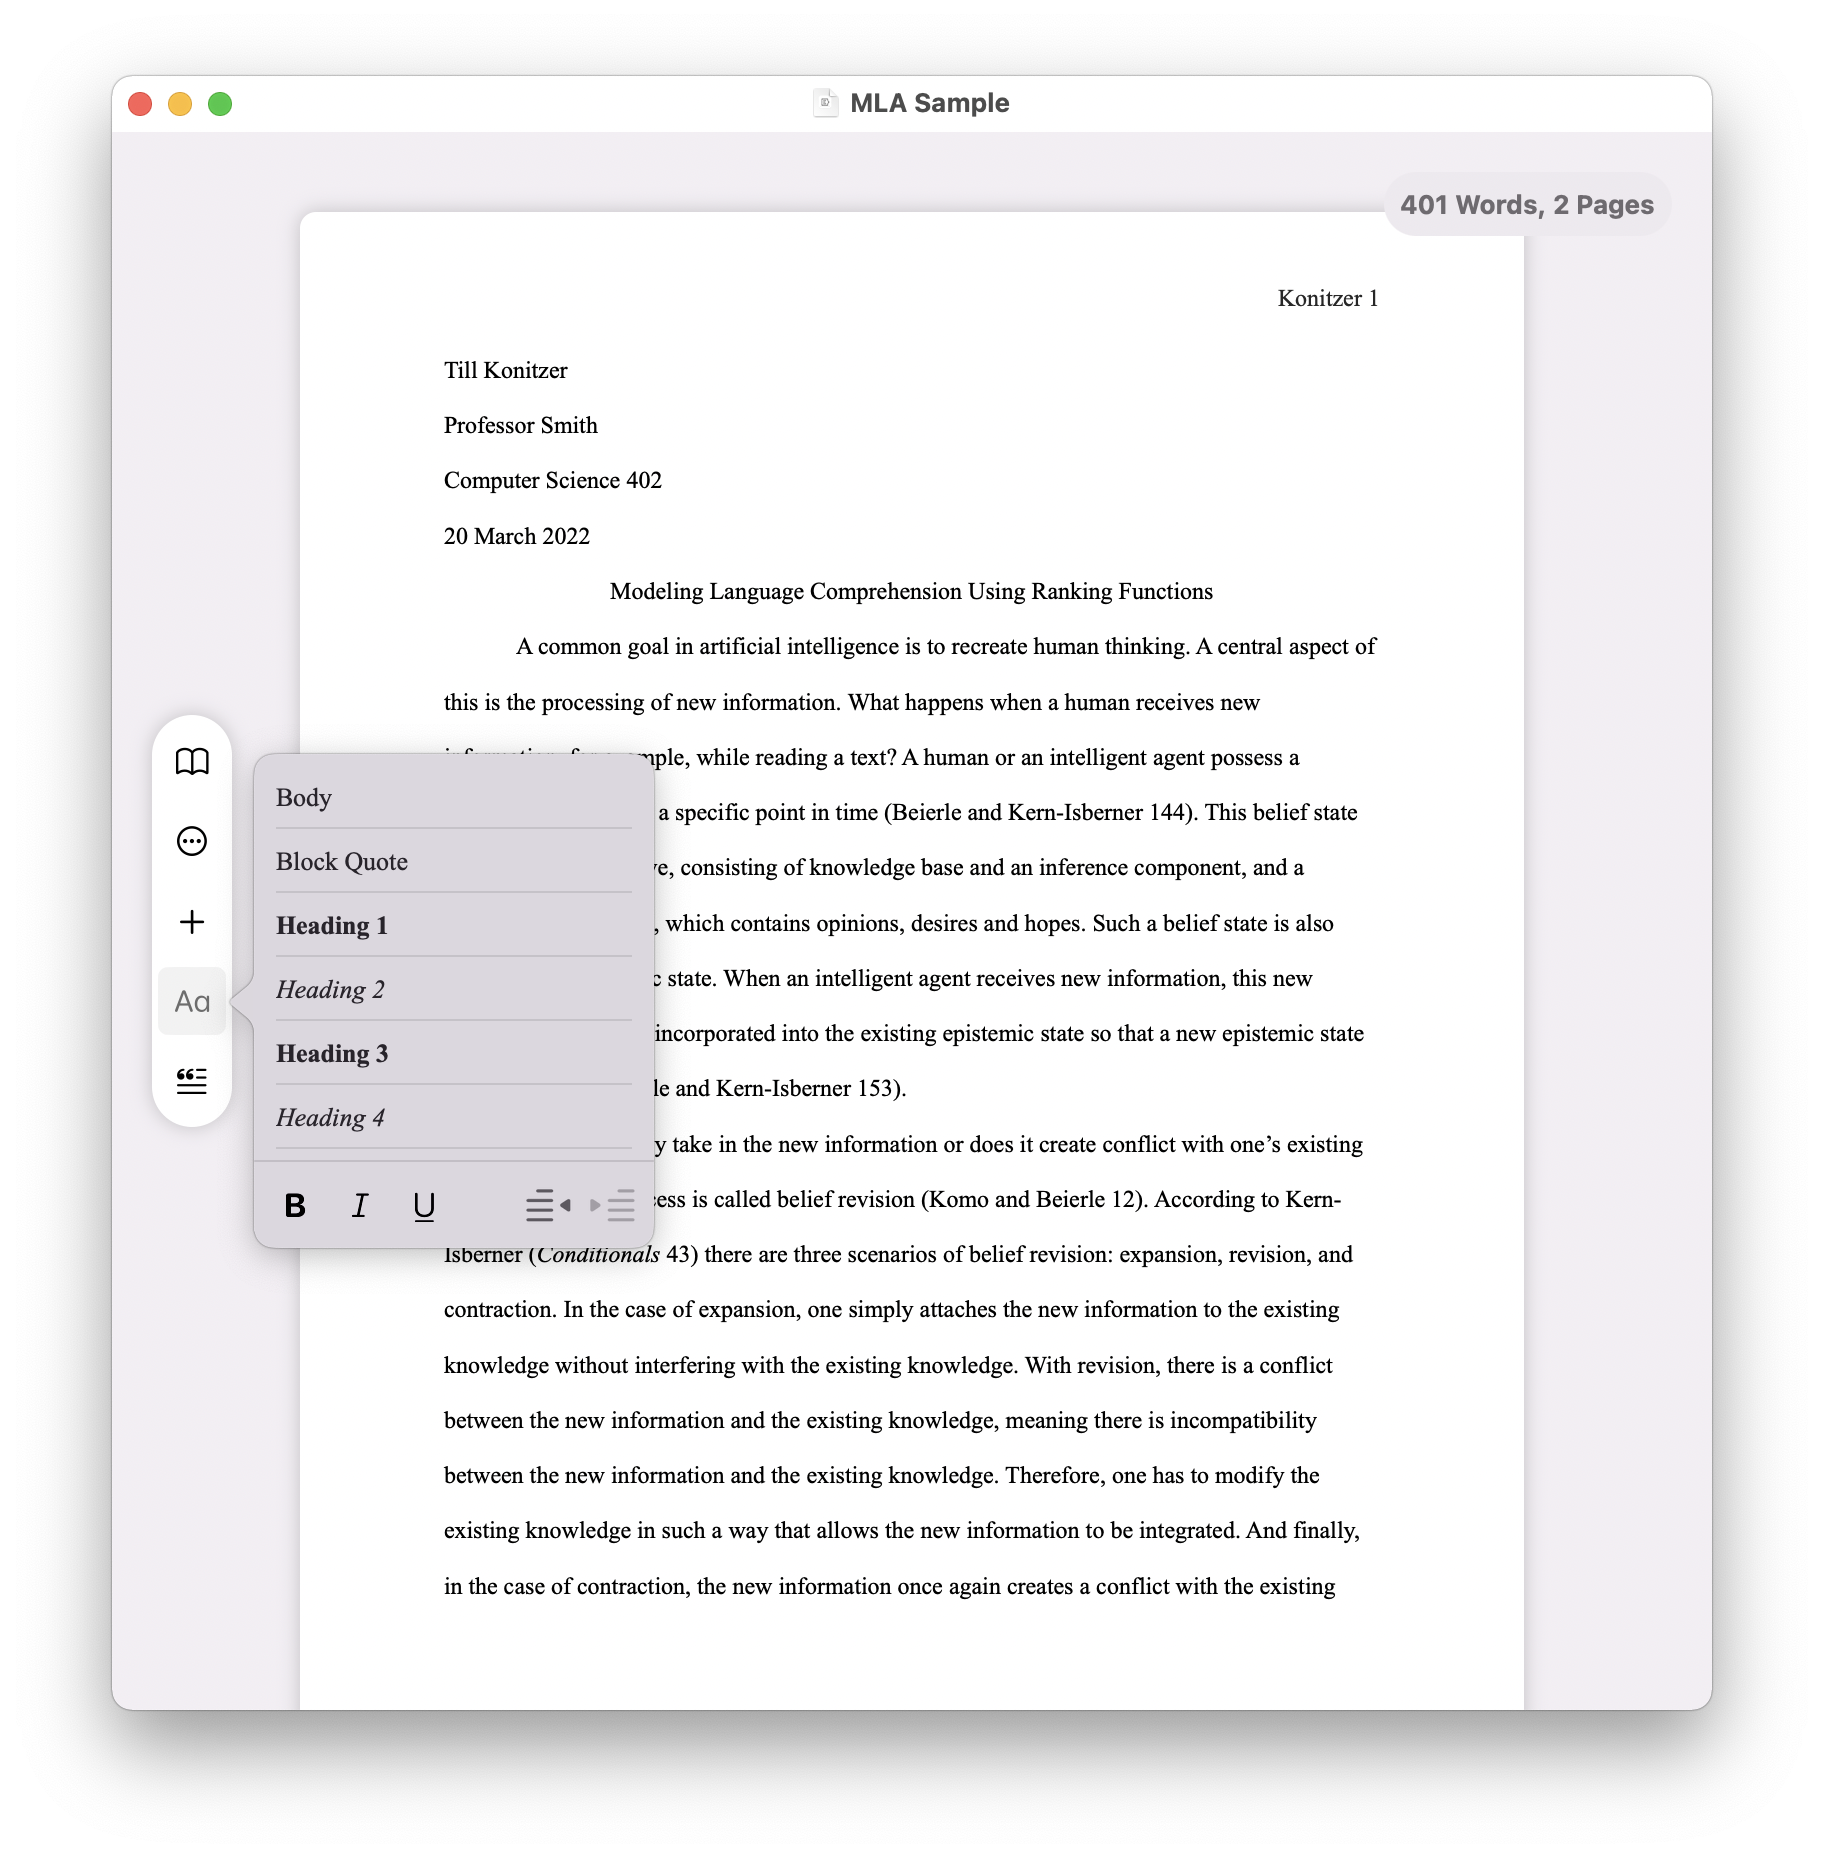 MLA Sample
401 Words, 2 Pages
Konitzer 1
Till Konitzer
Professor Smith
Computer Science 402
20 March 2022
Modeling Language Comprehension Using Ranking Functions
A common goal in artificial intelligence is to recreate human thinking. A central aspect of
this is the processing of new information. What happens when a human receives new
while reading a text? A human or an intelligent agent possess a
a specific point in time (Beierle and Kern-Isberner 144). This belief state
consisting of knowledge base and an inference component, and a
, which contains opinions, desires and hopes. Such a belief state is also
state. When an intelligent agent receives new information, this new
incorporated into the existing epistemic state so that a new epistemic state
and Kern-Isberner 153).
take in the new information or does it create conflict with one’s existing
is called belief revision (Komo and Beierle 12). According to Kern-
Isberner (Conditionals 43) there are three scenarios of belief revision: expansion, revision, and
contraction. In the case of expansion, one simply attaches the new information to the existing
knowledge without interfering with the existing knowledge. With revision, there is a conflict
between the new information and the existing knowledge, meaning there is incompatibility
between the new information and the existing knowledge. Therefore, one has to modify the
existing knowledge in such a way that allows the new information to be integrated. And finally,
in the case of contraction, the new information once again creates a conflict with the existing
Aa
Body
Block Quote
Heading 1
Heading 2
Heading 3
Heading 4
B I U